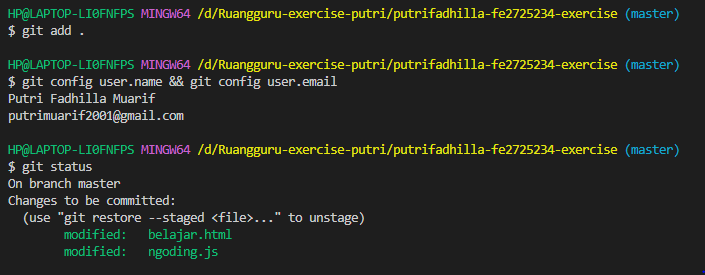 HP@LAPTOP-LI0FNFPS MINGW64 /d/Ruangguru-exercise-putri/putrifadhilla-fe2725234-exercise (master)
$ git add .
HP@LAPTOP-LI0FNFPS MINGW64 /d/Ruangguru-exercise-putri/putrifadhilla-fe2725234-exercise (master)
$ git config user.name && git config user.email
Putri Fadhilla Muarif
putrimuarif2001@gmail.com
HP@LAPTOP-LI0FNFPS MINGW64 /d/Ruangguru-exercise-putri/putrifadhilla-fe2725234-exercise (master)
$ git status
On branch master
Changes to be committed:
  (use "git restore --staged <file>..." to unstage)
        modified:   belajar.html
        modified:   ngoding.js